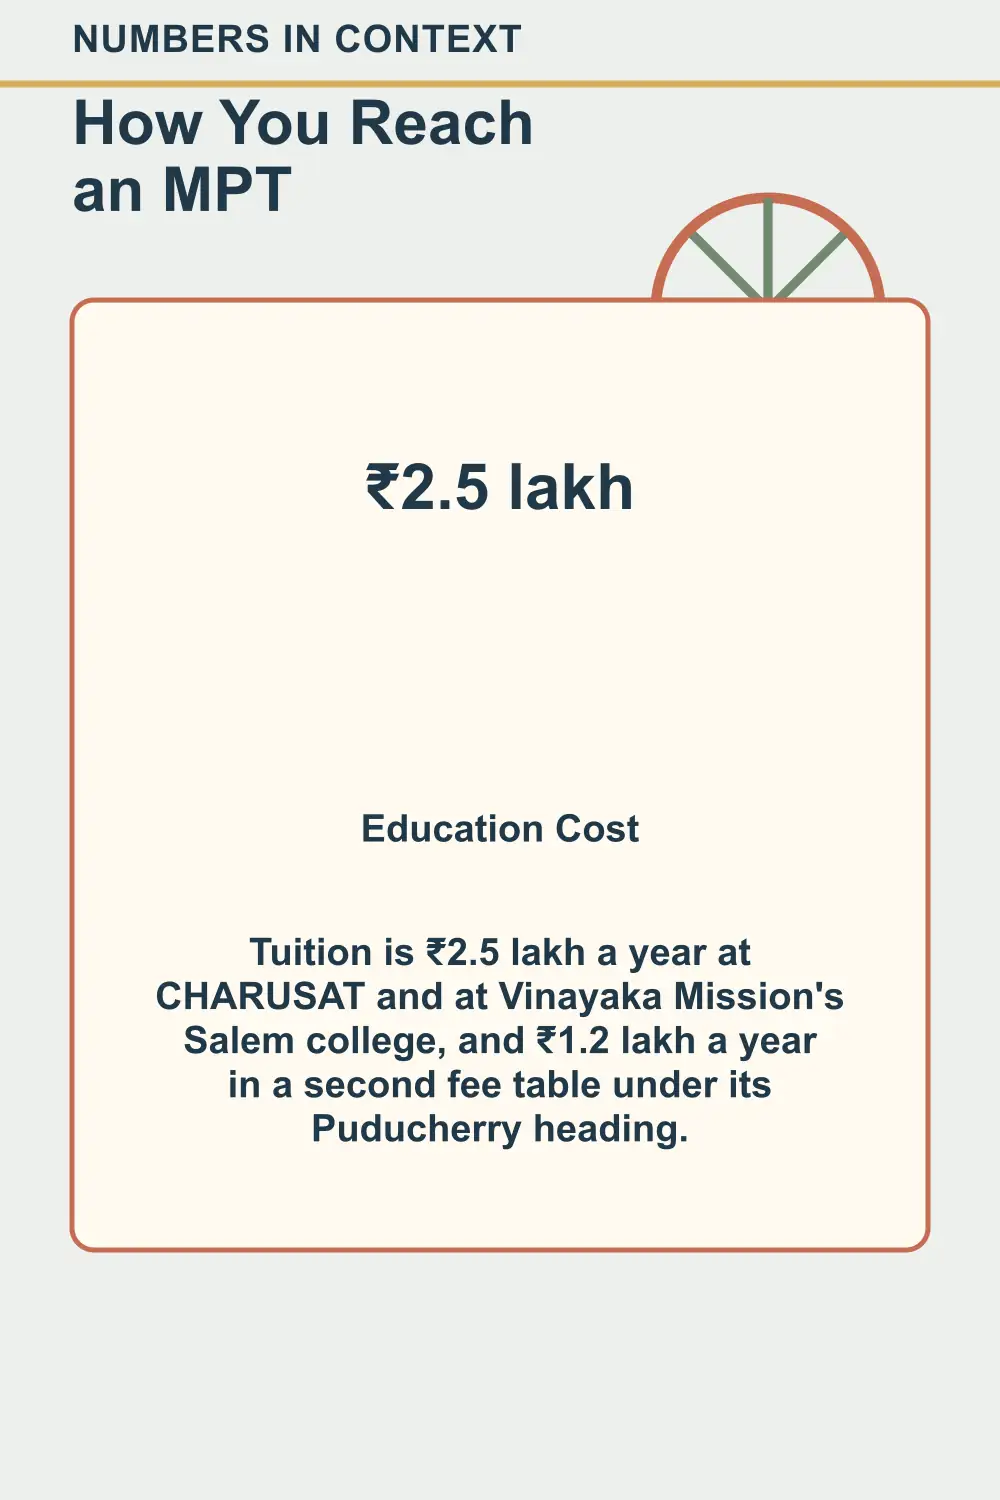 NUMBERS IN CONTEXT
How You Reach
an MPT
₹2.5 lakh
Education Cost
Tuition is ₹2.5 lakh a year at
CHARUSAT and at Vinayaka Mission's
Salem college, and ₹1.2 lakh a year
in a second fee table under its
Puducherry heading.